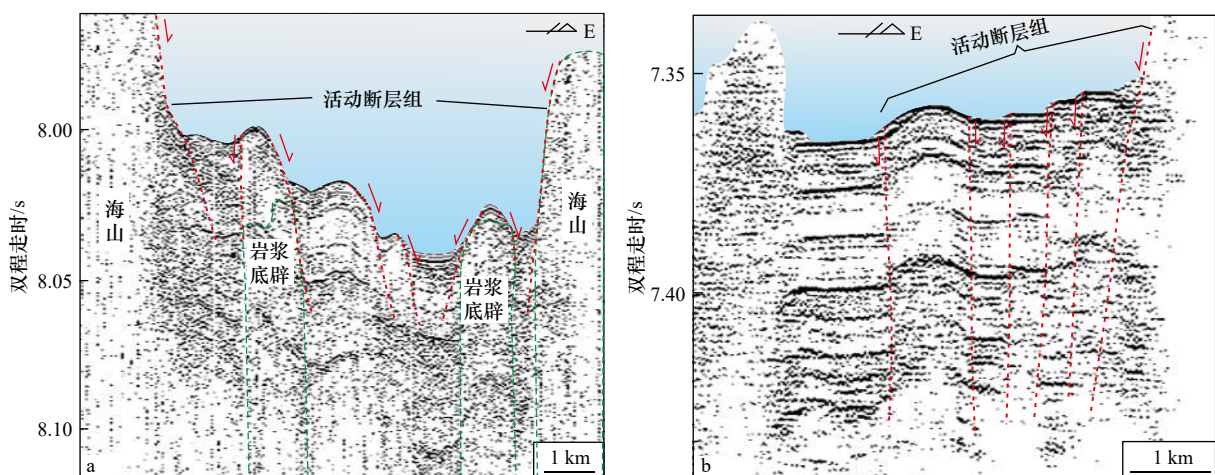 E
活动断层组
8.00
8.05
8.10
双程走时/s
海山
岩浆
底辟
岩浆
底辟
海山
a
1 km
E
活动断层组
7.35
7.40
双程走时/s
b
1 km